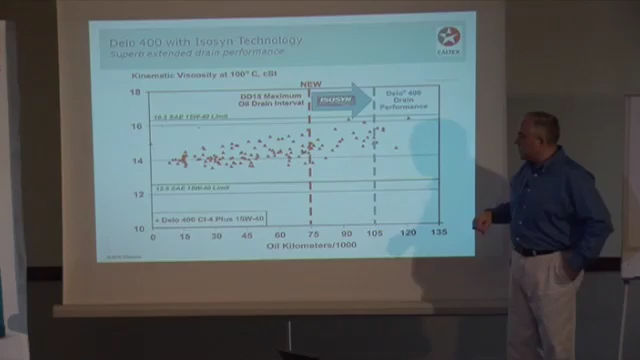 Delo 400 with Isosyn Technology
Superb extended drain performance
CALTEX
Kinematic Viscosity at 100° C, cSt
NEW
DD15 Maximum
Oil Drain Interval
ISOSYN
Delo® 400
Drain
Performance
18
16.3 SAE 15W-40 Limit
16
14
12.5 SAE 15W-40 Limit
12
Delo 400 CI-4 Plus 15W-40
10
0 15 30 45 60 75 90 105 120 135
Oil Kilometers/1000